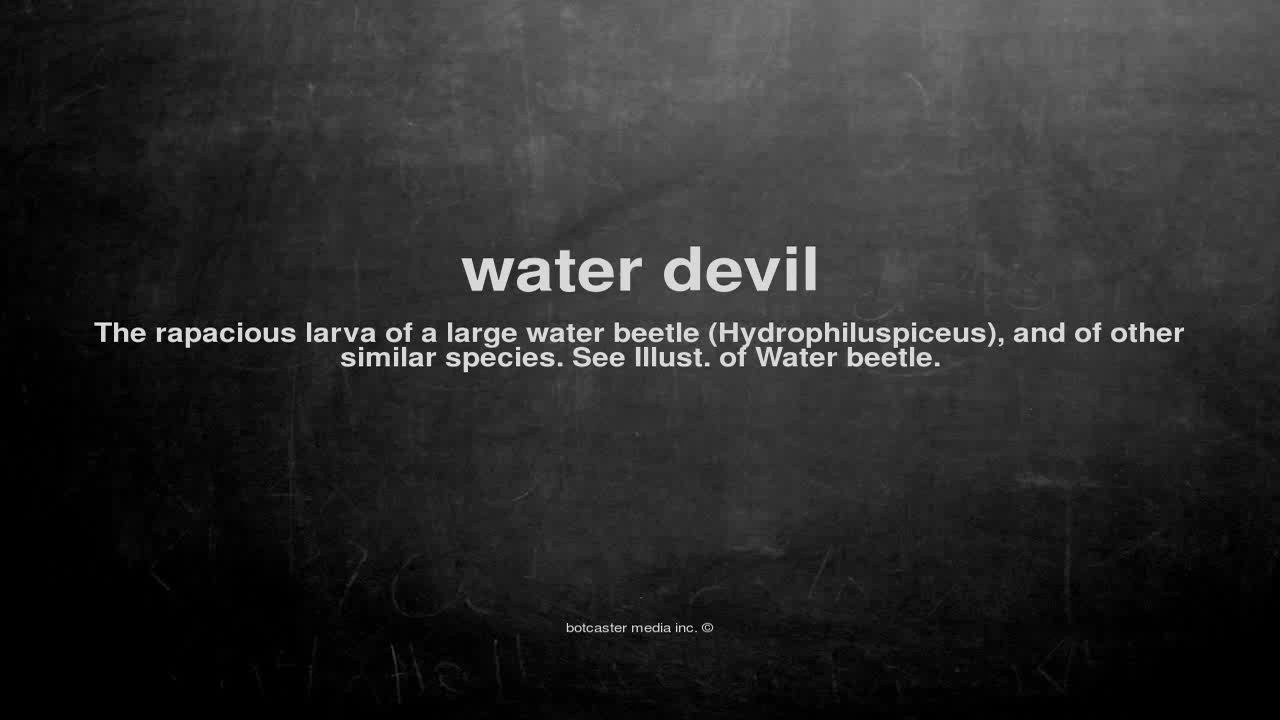 water devil
The rapacious larva of a large water beetle (Hydrophiluspiceus), and of other
similar species. See Illust. of Water beetle.
botcaster media inc. ©